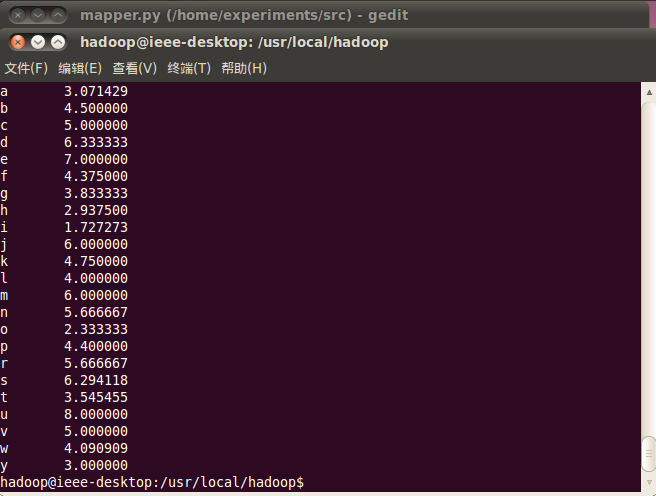 mapper.py (/home/experiments/src) - gedit
hadoop@ieee-desktop: /usr/local/hadoop
文件(F) 编辑(E) 查看(V) 终端(T) 帮助(H)
a 3.071429
b 4.500000
c 5.000000
d 6.333333
e 7.000000
f 4.375000
g 3.833333
h 2.937500
i 1.727273
j 6.000000
k 4.750000
l 4.000000
m 6.000000
n 5.666667
o 2.333333
p 4.400000
r 5.666667
s 6.294118
t 3.545455
u 8.000000
v 5.000000
w 4.090909
y 3.000000
hadoop@ieee-desktop:/usr/local/hadoop$